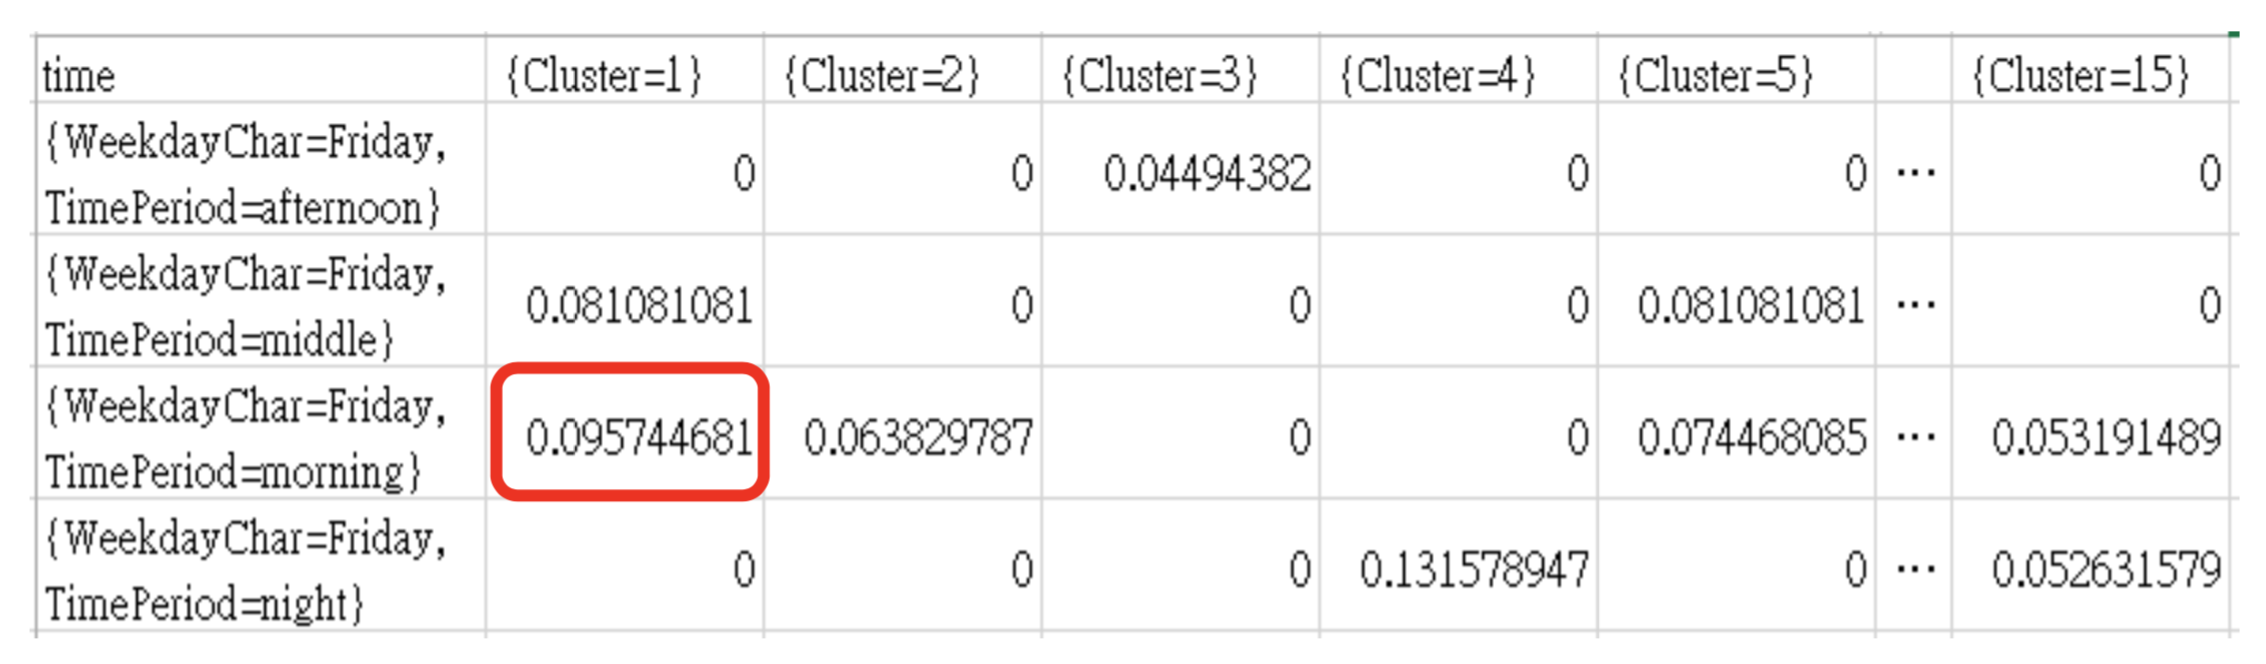 time {Cluster=1} {Cluster=2} {Cluster=3} {Cluster=4} {Cluster=5} {Cluster=15}
{WeekdayChar=Friday,
TimePeriod=afternoon} 0 0 0.04494382 0 0 ... 0
{WeekdayChar=Friday,
TimePeriod=middle} 0.081081081 0 0 0 0.081081081 ... 0
{WeekdayChar=Friday,
TimePeriod=morning} 0.095744681 0.063829787 0 0 0.074468085 ... 0.053191489
{WeekdayChar=Friday,
TimePeriod=night} 0 0 0 0.131578947 0 ... 0.052631579